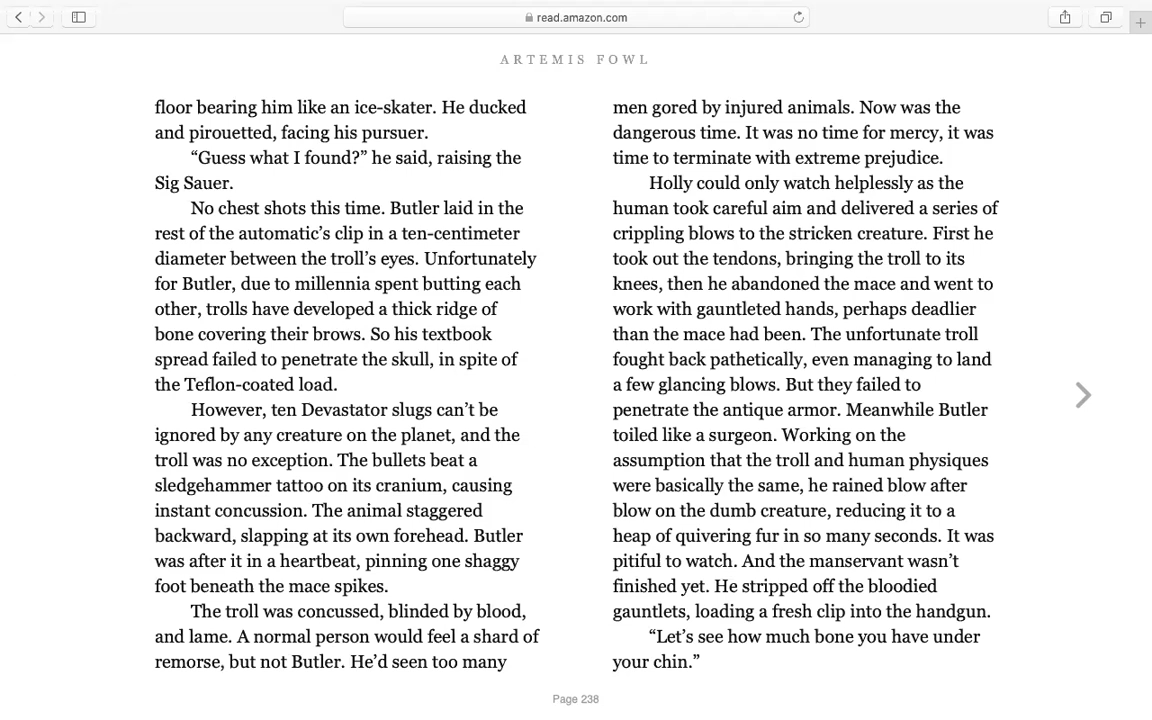 read.amazon.com
ARTEMIS FOWL
floor bearing him like an ice-skater. He ducked
and pirouetted, facing his pursuer.
“Guess what I found?” he said, raising the
Sig Sauer.
No chest shots this time. Butler laid in the
rest of the automatic’s clip in a ten-centimeter
diameter between the troll’s eyes. Unfortunately
for Butler, due to millennia spent butting each
other, trolls have developed a thick ridge of
bone covering their brows. So his textbook
spread failed to penetrate the skull, in spite of
the Teflon-coated load.
However, ten Devastator slugs can’t be
ignored by any creature on the planet, and the
troll was no exception. The bullets beat a
sledgehammer tattoo on its cranium, causing
instant concussion. The animal staggered
backward, slapping at its own forehead. Butler
was after it in a heartbeat, pinning one shaggy
foot beneath the mace spikes.
The troll was concussed, blinded by blood,
and lame. A normal person would feel a shard of
remorse, but not Butler. He’d seen too many
men gored by injured animals. Now was the
dangerous time. It was no time for mercy, it was
time to terminate with extreme prejudice.
Holly could only watch helplessly as the
human took careful aim and delivered a series of
crippling blows to the stricken creature. First he
took out the tendons, bringing the troll to its
knees, then he abandoned the mace and went to
work with gauntleted hands, perhaps deadlier
than the mace had been. The unfortunate troll
fought back pathetically, even managing to land
a few glancing blows. But they failed to
penetrate the antique armor. Meanwhile Butler
toiled like a surgeon. Working on the
assumption that the troll and human physiques
were basically the same, he rained blow after
blow on the dumb creature, reducing it to a
heap of quivering fur in so many seconds. It was
pitiful to watch. And the manservant wasn’t
finished yet. He stripped off the bloodied
gauntlets, loading a fresh clip into the handgun.
“Let’s see how much bone you have under
your chin.”
Page 238